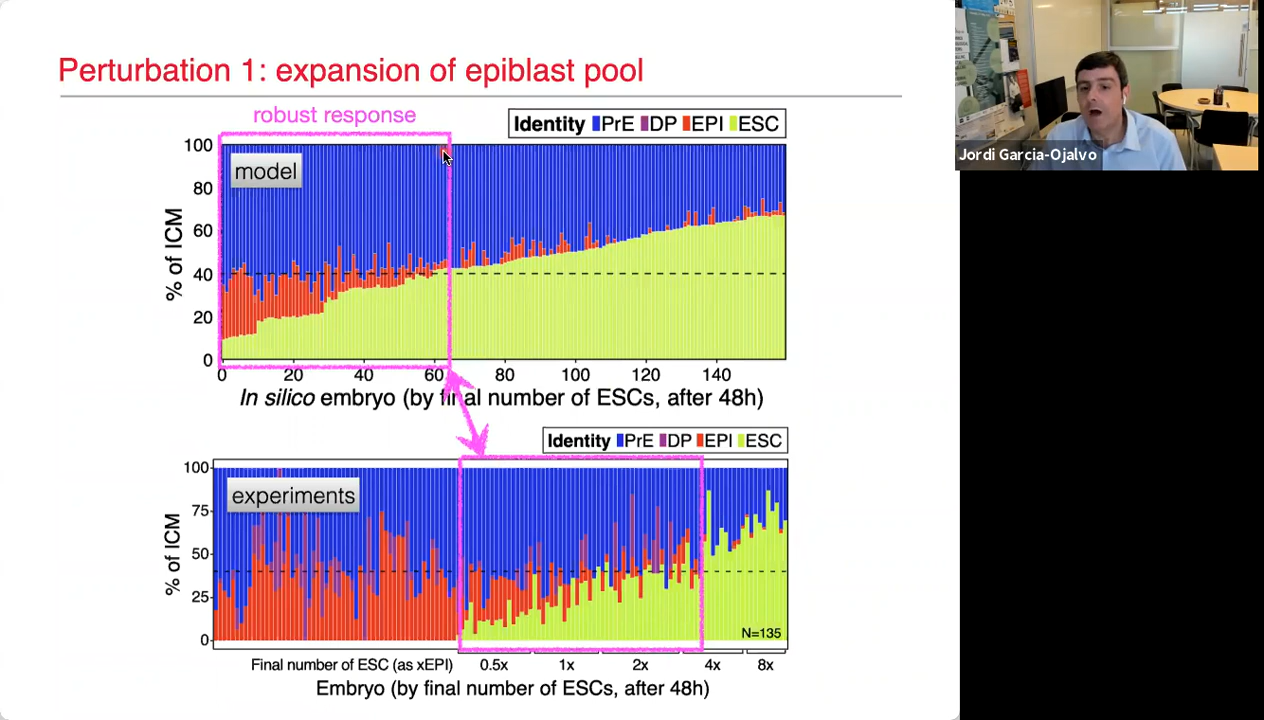 Perturbation 1: expansion of epiblast pool
robust response
Identity PrE DP EPI ESC
model
% of ICM
100
80
60
40
20
0
0 20 40 60 80 100 120 140
In silico embryo (by final number of ESCs, after 48h)
Identity PrE DP EPI ESC
experiments
% of ICM
100
75
50
25
0
N=135
Final number of ESC (as xEPI) 0.5x 1x 2x 4x 8x
Embryo (by final number of ESCs, after 48h)
Jordi Garcia-Ojalvo